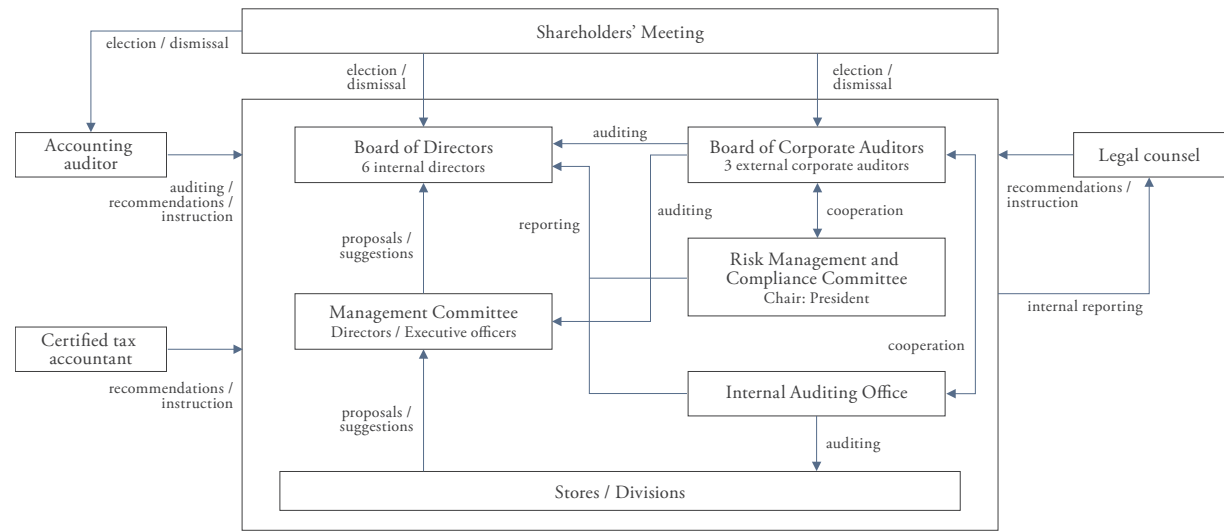 Shareholders’ Meeting
election / dismissal
election /
dismissal
election /
dismissal
Accounting
auditor
auditing /
recommendations /
instruction
Board of Directors
6 internal directors
auditing
Board of Corporate Auditors
3 external corporate auditors
Legal counsel
recommendations /
instruction
reporting
auditing
cooperation
proposals /
suggestions
Risk Management and
Compliance Committee
Chair: President
Management Committee
Directors / Executive officers
internal reporting
Certified tax
accountant
recommendations /
instruction
cooperation
Internal Auditing Office
proposals /
suggestions
auditing
Stores / Divisions